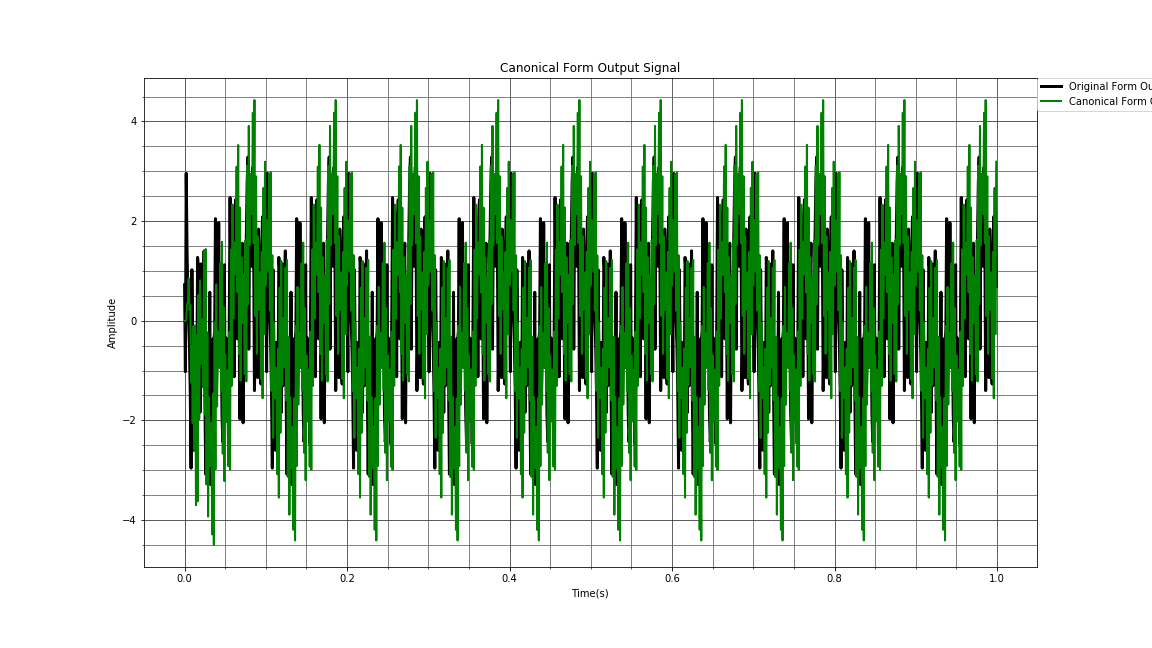 Canonical Form Output Signal
Original Form
Canonical Form
Amplitude
4
2
0
−2
−4
0.0 0.2 0.4 0.6 0.8 1.0
Time(s)